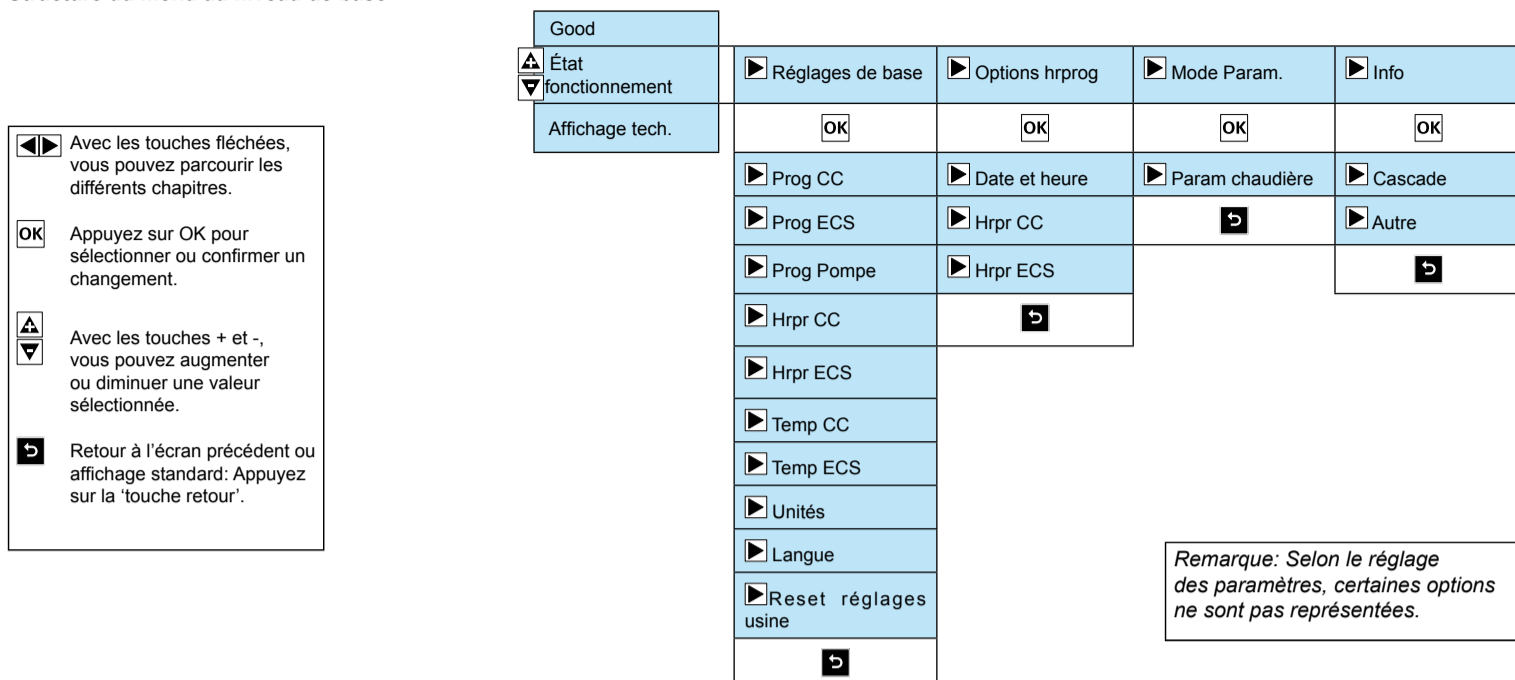 Good
État
fonctionnement
Réglages de base
Options hrprog
Mode Param.
Info
Affichage tech.
OK
OK
OK
OK
Prog CC
Date et heure
Param chaudière
Cascade
Prog ECS
Hrpr CC
Autre
Prog Pompe
Hrpr ECS
Hrpr CC
Hrpr ECS
Temp CC
Temp ECS
Unités
Langue
Reset réglages
usine
Avec les touches fléchées,
vous pouvez parcourir les
différents chapitres.
OK
Appuyez sur OK pour
sélectionner ou confirmer un
changement.
Avec les touches + et -,
vous pouvez augmenter
ou diminuer une valeur
sélectionnée.
Retour à l'écran précédent ou
affichage standard: Appuyez
sur la 'touche retour'.
Remarque: Selon le réglage
des paramètres, certaines options
ne sont pas représentées.